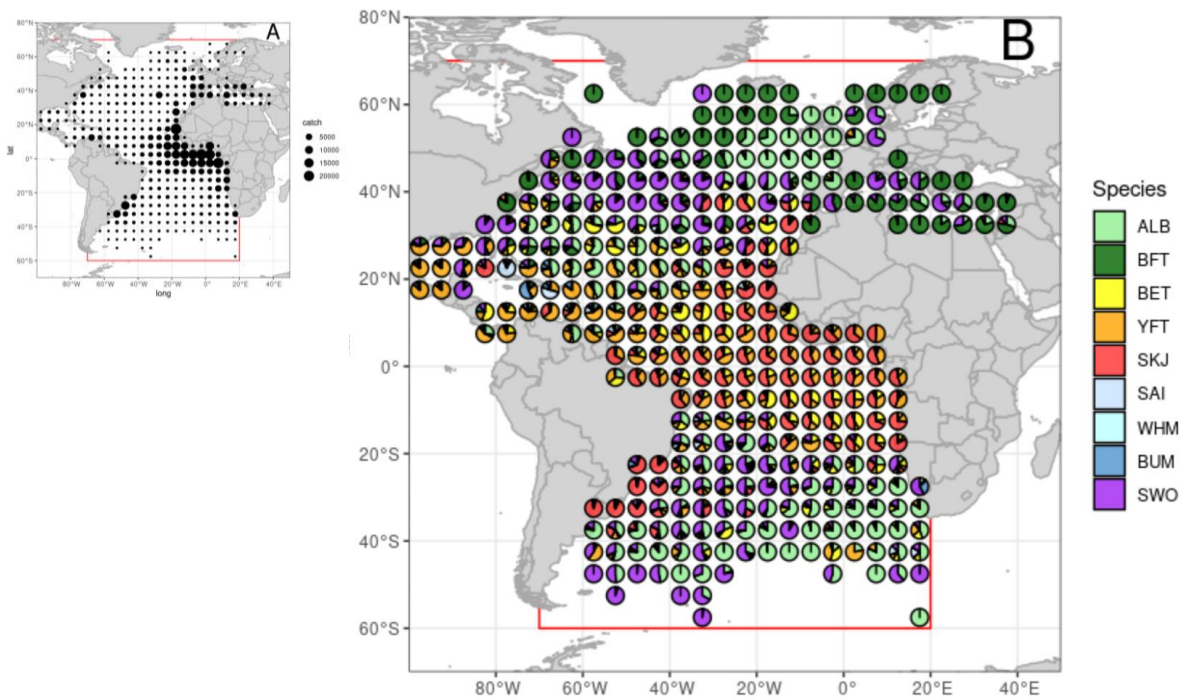 A
80°N
60°N
40°N
20°N
0°
20°S
40°S
60°S
lat
80°W
60°W
40°W
20°W
0°
20°E
40°E
long
catch
5000
10000
15000
20000
B
80°N
60°N
40°N
20°N
0°
20°S
40°S
60°S
80°W
60°W
40°W
20°W
0°
20°E
40°E
Species
ALB
BFT
BET
YFT
SKJ
SAI
WHM
BUM
SWO